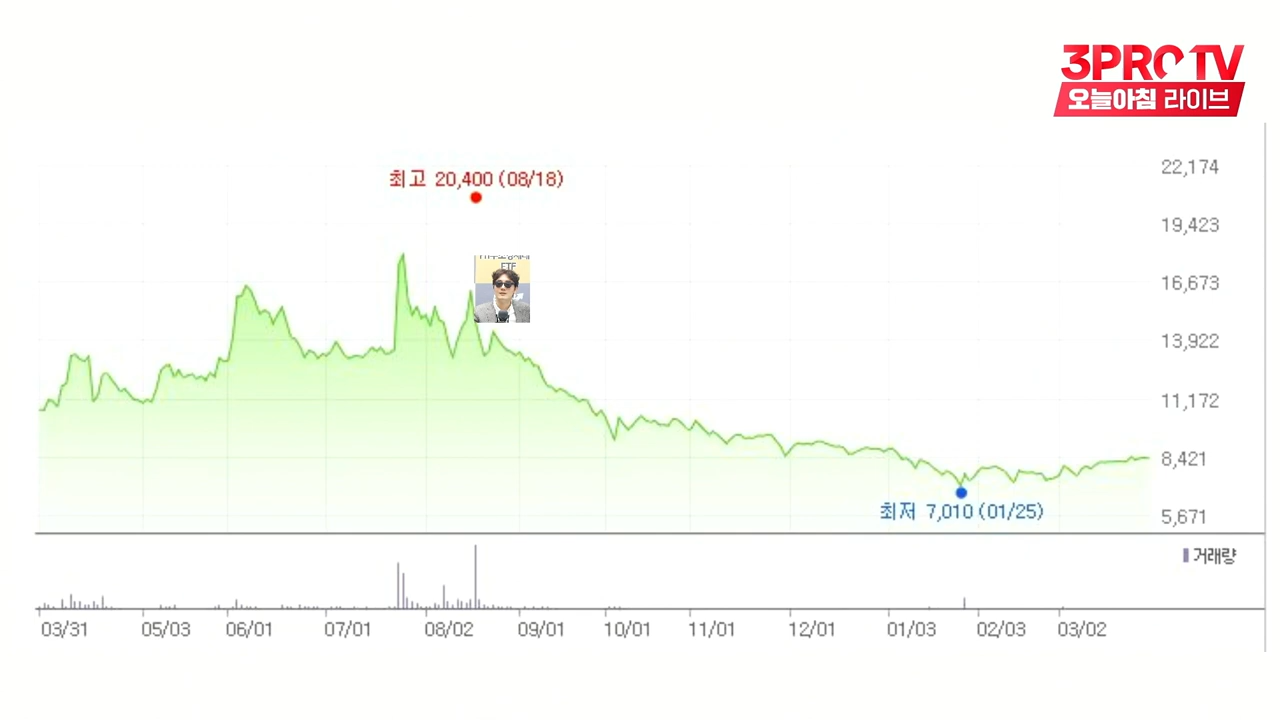 3PROTV
오늘아침 라이브
최고 20,400 (08/18)
22,174
19,423
ETF
16,673
13,922
11,172
8,421
최저 7,010 (01/25)
5,671
거래량
03/31 05/03 06/01 07/01 08/02 09/01 10/01 11/01 12/01 01/03 02/03 03/02